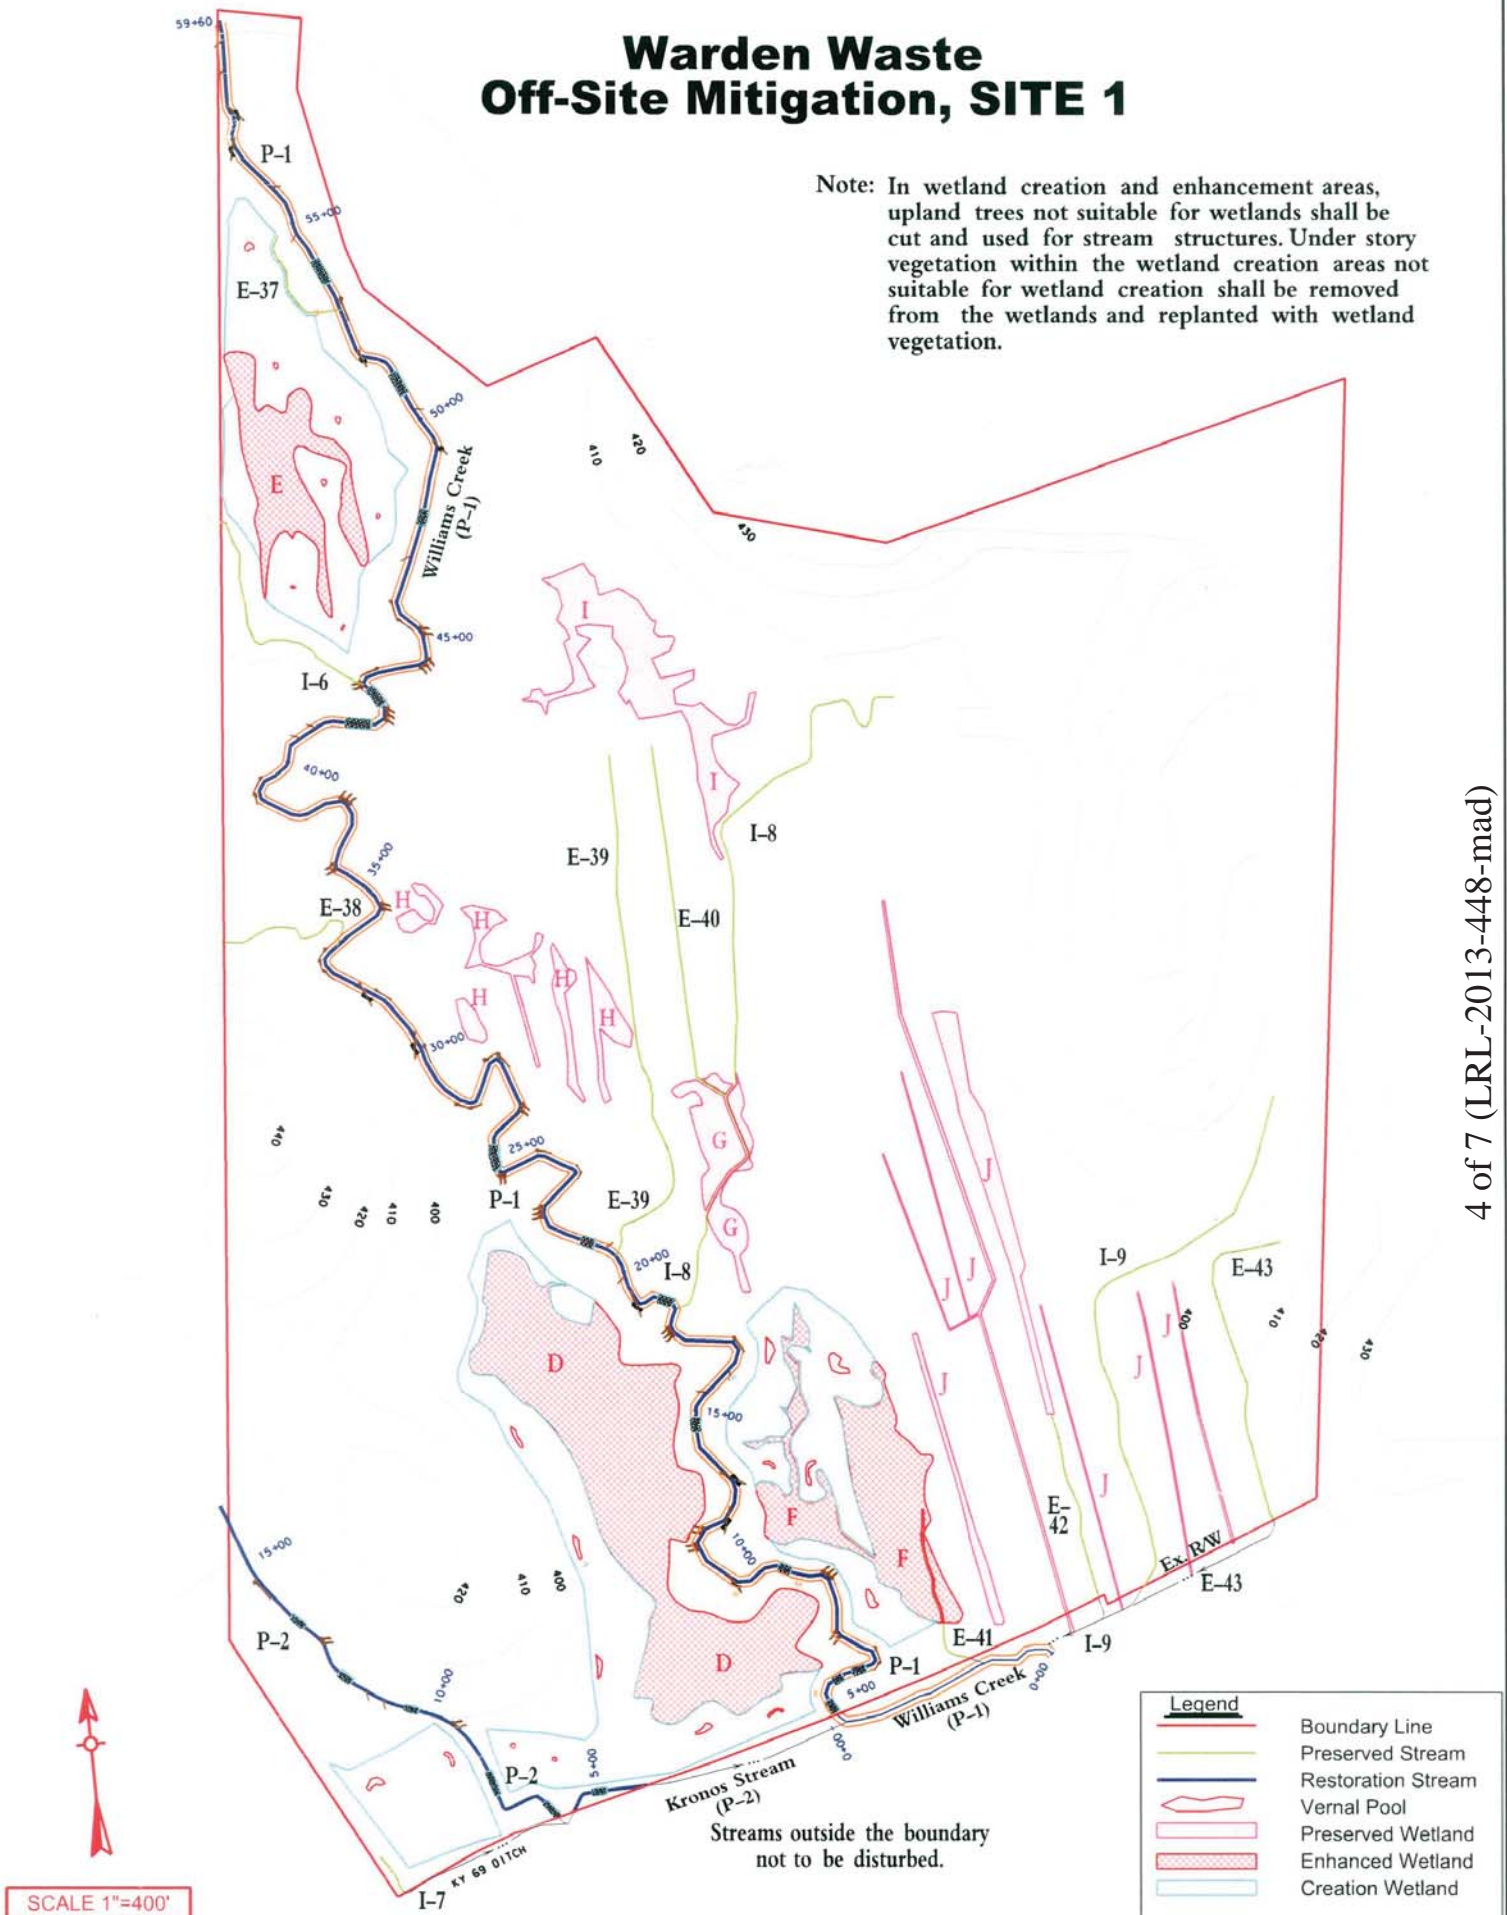 Warden Waste
Off-Site Mitigation, SITE 1
Note: In wetland creation and enhancement areas,
upland trees not suitable for wetlands shall be
cut and used for stream structures. Under story
vegetation within the wetland creation areas not
suitable for wetland creation shall be removed
from the wetlands and replanted with wetland
vegetation.
59+60
P-1
55+00
E-37
50+00
Williams Creek
(P-1)
E
410
420
430
45+00
I
I-6
40+00
I
I-8
35+00
E-39
E-38
H
H
E-40
H
H
H
30+00
440
25+00
G
J
430
420
410
400
P-1
E-39
G
20+00
I-8
I-9
E-43
J
J
J
400
410
420
430
D
J
J
15+00
J
F
E-
42
15+00
10+00
F
Ex. R/W
E-43
420
410
400
P-2
D
E-41
I-9
P-1
10+00
5+00
Williams Creek
(P-1)
0+00
0+00
P-2
5+00
Kronos Stream
(P-2)
Streams outside the boundary
not to be disturbed.
KY 69 DITCH
I-7
SCALE 1"=400'
Legend
Boundary Line
Preserved Stream
Restoration Stream
Vernal Pool
Preserved Wetland
Enhanced Wetland
Creation Wetland
4 of 7 (LRL-2013-448-mad)